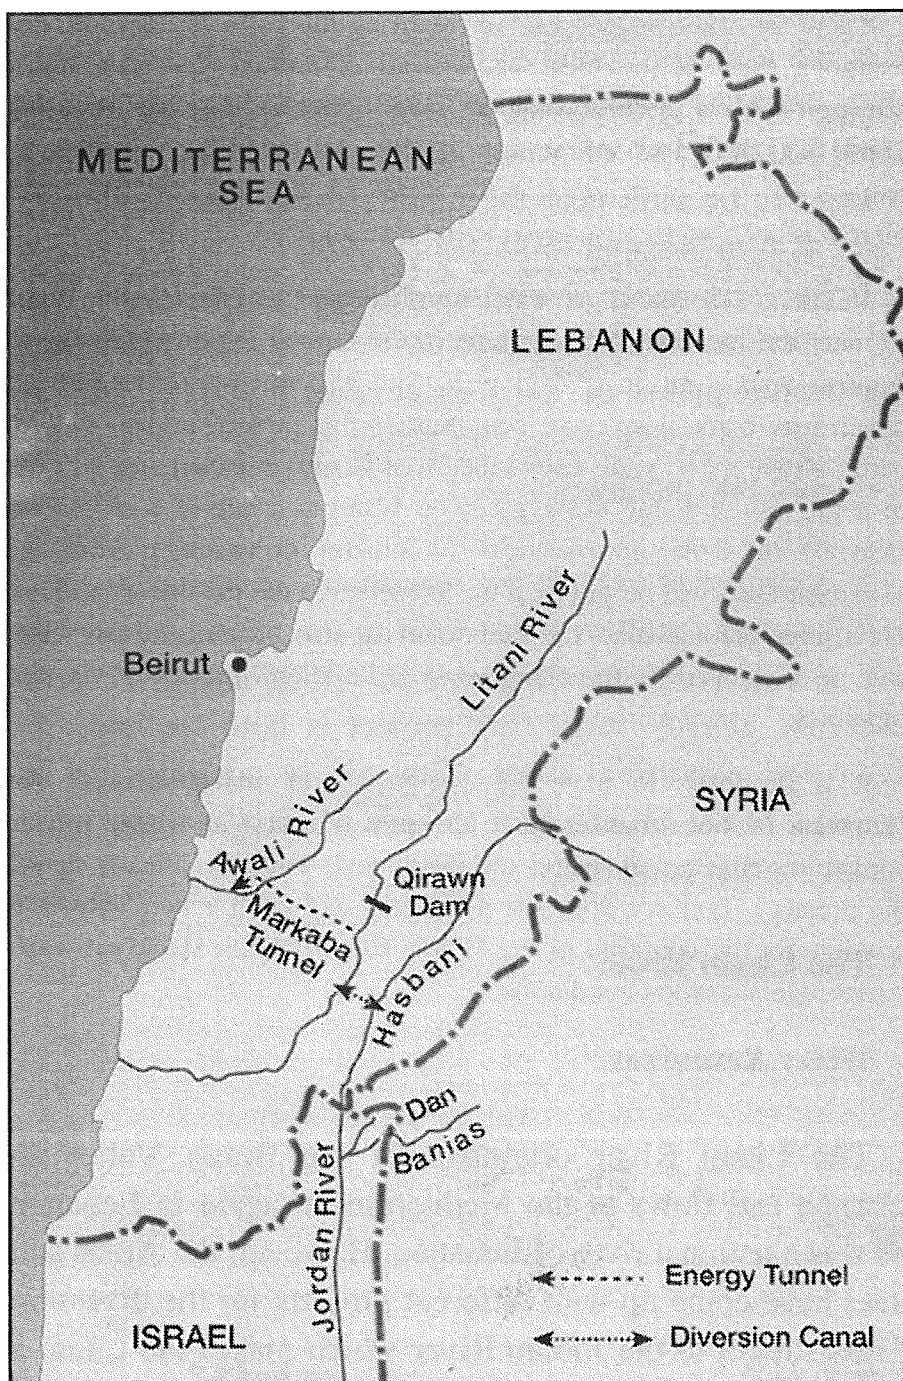 MEDITERRANEAN
SEA
LEBANON
Litani River
Beirut
Awali River
SYRIA
Qirawn
Dam
Markaba
Tunnel
Hasbani
Dan
Banias
Jordan River
Energy Tunnel
ISRAEL
Diversion Canal